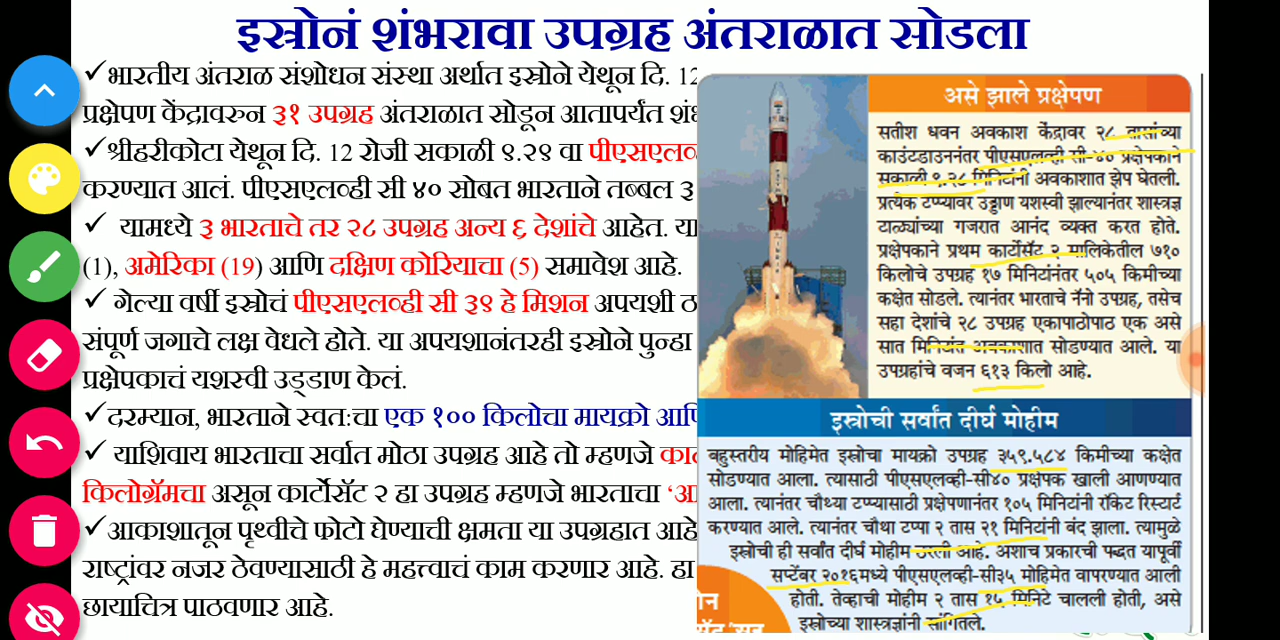 इस्रोनं शंभरावा उपग्रह अंतराळात सोडला
✓भारतीय अंतराळ संशोधन संस्था अर्थात इस्रोने येथून दि. 12
प्रक्षेपण केंद्रावरुन ३१ उपग्रह अंतराळात सोडून आतापर्यंत
✓श्रीहरीकोटा येथून दि. 12 रोजी सकाळी ९.२९ वा
करण्यात आलं. पीएसएलव्ही सी ४० सोबत भारताने तब्बल ३
✓ यामध्ये ३ भारताचे तर २८ उपग्रह अन्य ६ देशांचे आहेत.
(1), अमेरिका (19) आणि दक्षिण कोरियाचा (5) समावेश आहे.
✓ गेल्या वर्षी इस्रोचं पीएसएलव्ही सी ३९ हे मिशन अपयशी
संपूर्ण जगाचे लक्ष वेधले होते. या अपयशानंतरही इस्रोने पुन्हा
प्रक्षेपकाचं यशस्वी उड्डाण केलं.
✓दरम्यान, भारताने स्वतःचा एक १०० किलोचा मायक्रो
✓ याशिवाय भारताचा सर्वात मोठा उपग्रह आहे तो म्हणजे
किलोग्रॅमचा असून कार्टोसॅट २ हा उपग्रह म्हणजे भारताचा
✓आकाशातून पृथ्वीचे फोटो घेण्याची क्षमता या उपग्रहात आहे
राष्ट्रांवर नजर ठेवण्यासाठी हे महत्त्वाचं काम करणार आहे. हा
छायाचित्र पाठवणार आहे.
असे झाले प्रक्षेपण
सतीश धवन अवकाश केंद्रावर २८ तासांच्या
काउंटडाउननंतर पीएसएलव्ही सी-४० प्रक्षेपकाने
सकाळी ९.२८ मिनिटांनी अवकाशात झेप घेतली.
प्रत्येक टप्प्यावर उड्डाण यशस्वी झाल्यानंतर शास्त्रज्ञ
टाळ्यांच्या गजरात आनंद व्यक्त करत होते.
प्रक्षेपकाने प्रथम कार्टोसॅट २ मालिकेतील ७१०
किलोचे उपग्रह १७ मिनिटांनंतर ५०५ किमीच्या
कक्षेत सोडले. त्यानंतर भारताचे नॅनो उपग्रह, तसेच
सहा देशांचे २८ उपग्रह एकापाठोपाठ एक असे
सात मिनिटांत अवकाशात सोडण्यात आले. या
उपग्रहांचे वजन ६१३ किलो आहे.
इस्रोची सर्वांत दीर्घ मोहीम
बहुस्तरीय मोहिमेत इस्रोचा मायक्रो उपग्रह ३५९.५८४ किमीच्या कक्षेत
सोडण्यात आला. त्यासाठी पीएसएलव्ही-सी४० प्रक्षेपक खाली आणण्यात
आला. त्यानंतर चौथ्या टप्प्यासाठी प्रक्षेपणानंतर १०५ मिनिटांनी रॉकेट रिस्टार्ट
करण्यात आले. त्यानंतर चौथा टप्पा २ तास २१ मिनिटांनी बंद झाला. त्यामुळे
इस्रोची ही सर्वांत दीर्घ मोहीम ठरली आहे. अशाच प्रकारची पद्धत यापूर्वी
सप्टेंबर २०१६मध्ये पीएसएलव्ही-सी३५ मोहिमेत वापरण्यात आली
होती. तेव्हाची मोहीम २ तास १५ मिनिटे चालली होती, असे
इस्रोच्या शास्त्रज्ञांनी सांगितले.